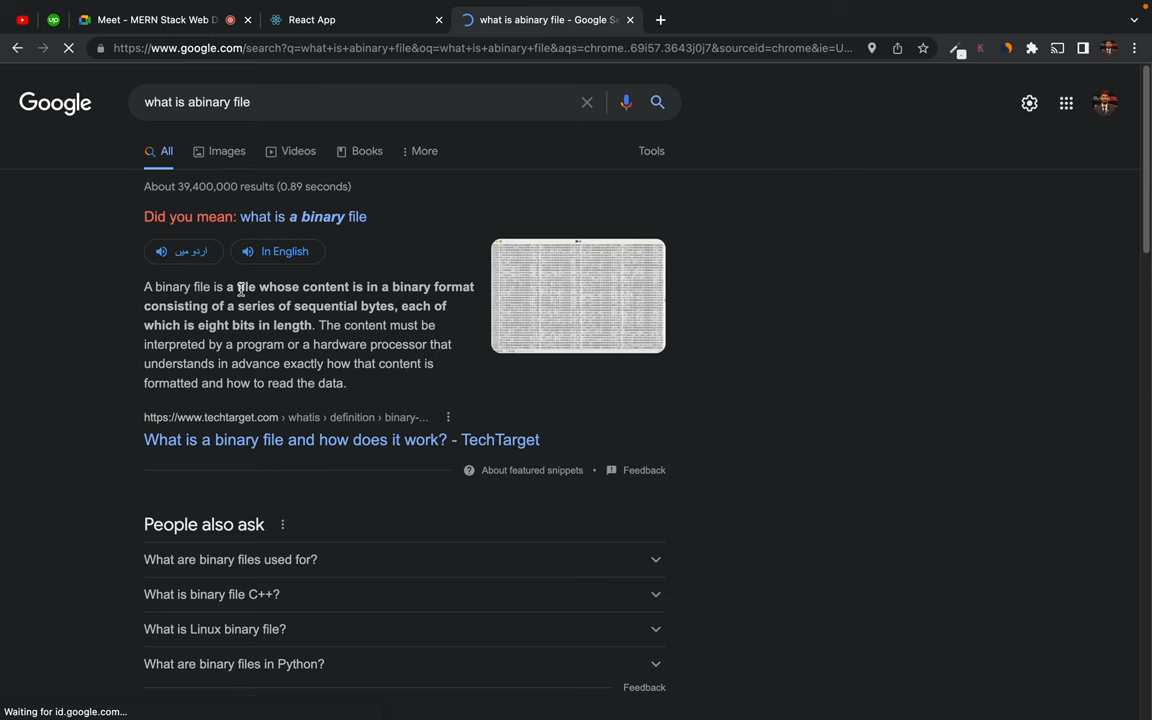 Meet - MERN Stack Web D
React App
what is abinary file - Google Se
https://www.google.com/search?q=what+is+abinary+file&oq=what+is+abinary+file&aqs=chrome..69i57.3643j0j7&sourceid=chrome&ie=U...
Google
what is abinary file
All
Images
Videos
Books
More
Tools
About 39,400,000 results (0.89 seconds)
Did you mean: what is a binary file
اردو میں
In English
A binary file is a file whose content is in a binary format
consisting of a series of sequential bytes, each of
which is eight bits in length. The content must be
interpreted by a program or a hardware processor that
understands in advance exactly how that content is
formatted and how to read the data.
https://www.techtarget.com › whatis › definition › binary-...
What is a binary file and how does it work? - TechTarget
About featured snippets • Feedback
People also ask
What are binary files used for?
What is binary file C++?
What is Linux binary file?
What are binary files in Python?
Feedback
Waiting for id.google.com...